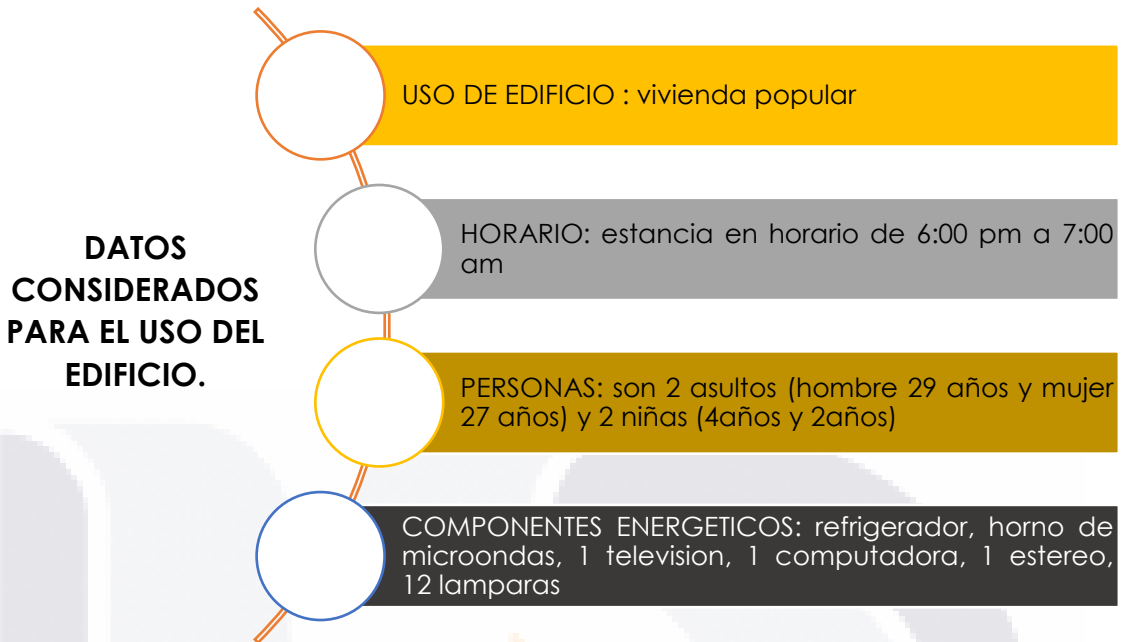 DATOS
CONSIDERADOS
PARA EL USO DEL
EDIFICIO.
USO DE EDIFICIO : vivienda popular
HORARIO: estancia en horario de 6:00 pm a 7:00
am
PERSONAS: son 2 asultos (hombre 29 años y mujer
27 años) y 2 niñas (4años y 2años)
COMPONENTES ENERGETICOS: refrigerador, horno de
microondas, 1 television, 1 computadora, 1 estereo,
12 lamparas